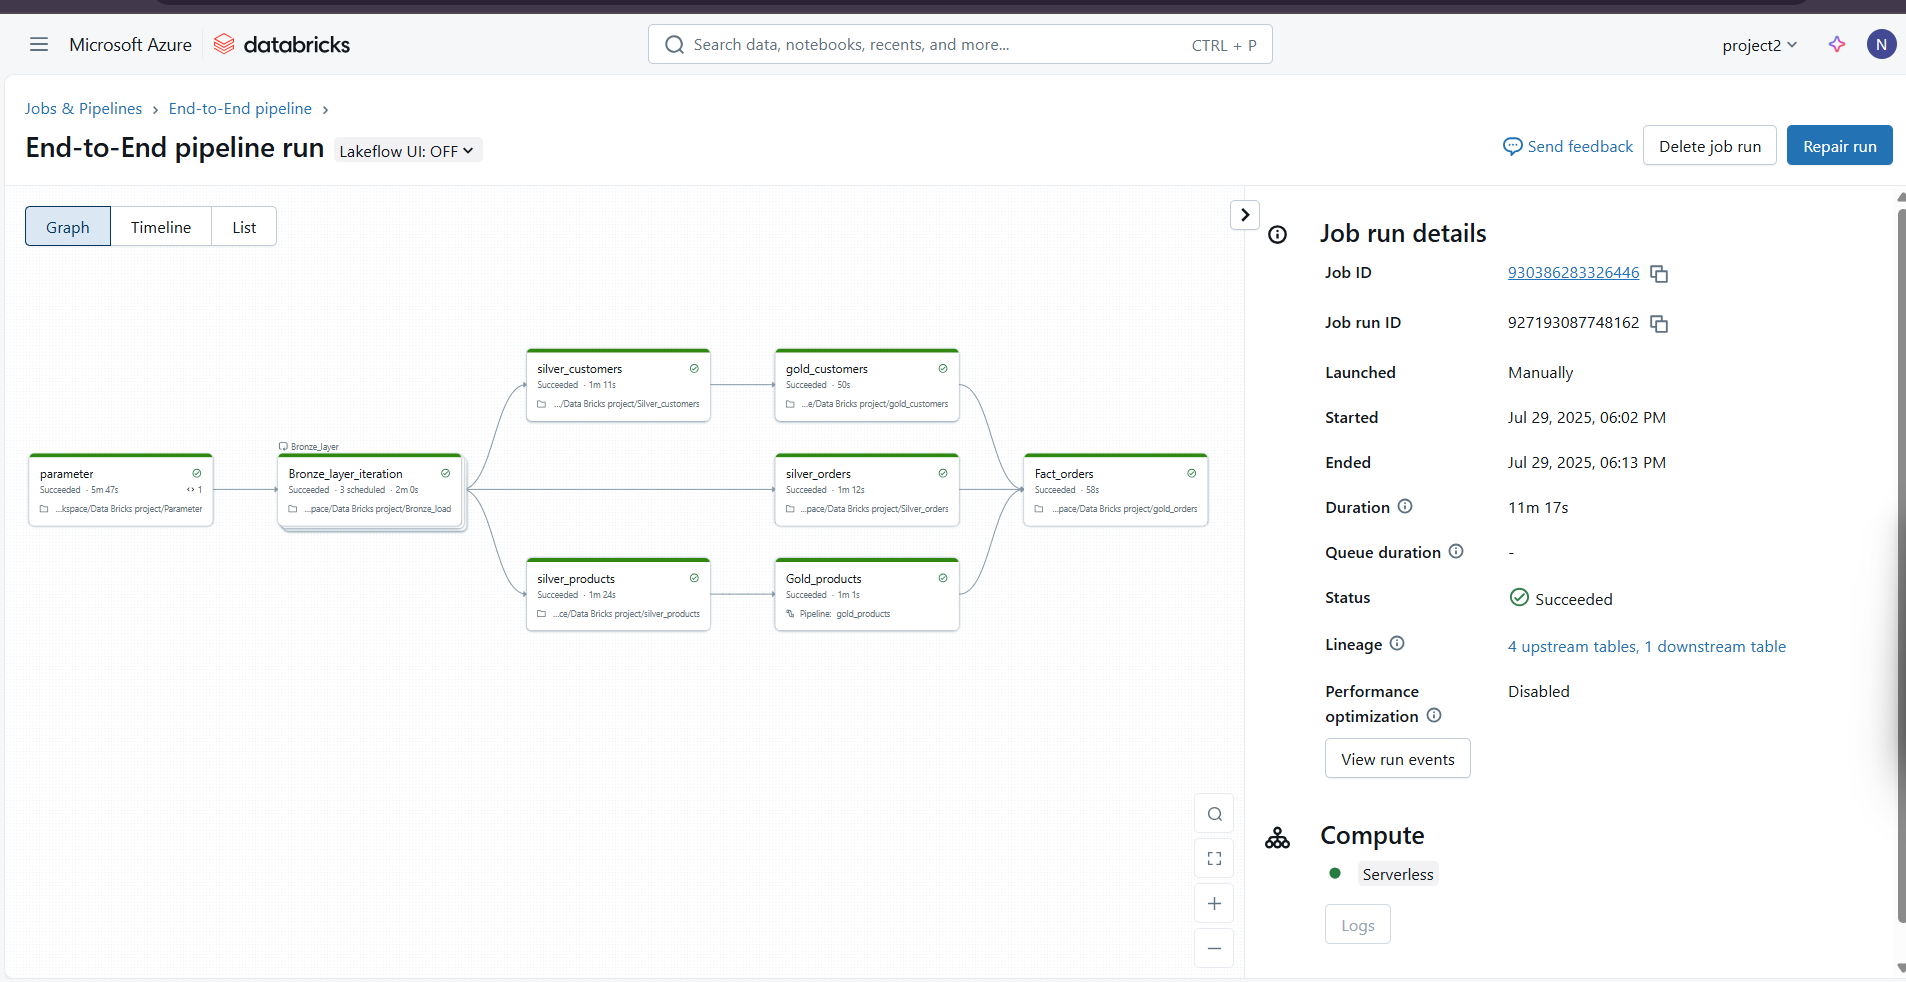 Microsoft Azure databricks
Search data, notebooks, recents, and more... CTRL + P
project2
N
Jobs & Pipelines › End-to-End pipeline ›
End-to-End pipeline run Lakeflow UI: OFF
Send feedback
Delete job run
Repair run
Graph Timeline List
parameter
Succeeded · 5m 47s 1
...kspace/Data Bricks project/Parameter
Bronze_layer
Bronze_layer_iteration
Succeeded · 3 scheduled · 2m 0s
...pace/Data Bricks project/Bronze_load
silver_customers
Succeeded · 1m 11s
.../Data Bricks project/Silver_customers
gold_customers
Succeeded · 50s
...e/Data Bricks project/gold_customers
silver_orders
Succeeded · 1m 12s
...pace/Data Bricks project/Silver_orders
Fact_orders
Succeeded · 58s
...pace/Data Bricks project/gold_orders
silver_products
Succeeded · 1m 24s
...ce/Data Bricks project/silver_products
Gold_products
Succeeded · 1m 1s
Pipeline: gold_products
Job run details
Job ID 930386283326446
Job run ID 927193087748162
Launched Manually
Started Jul 29, 2025, 06:02 PM
Ended Jul 29, 2025, 06:13 PM
Duration 11m 17s
Queue duration -
Status Succeeded
Lineage 4 upstream tables, 1 downstream table
Performance Disabled
optimization
View run events
Compute
Serverless
Logs